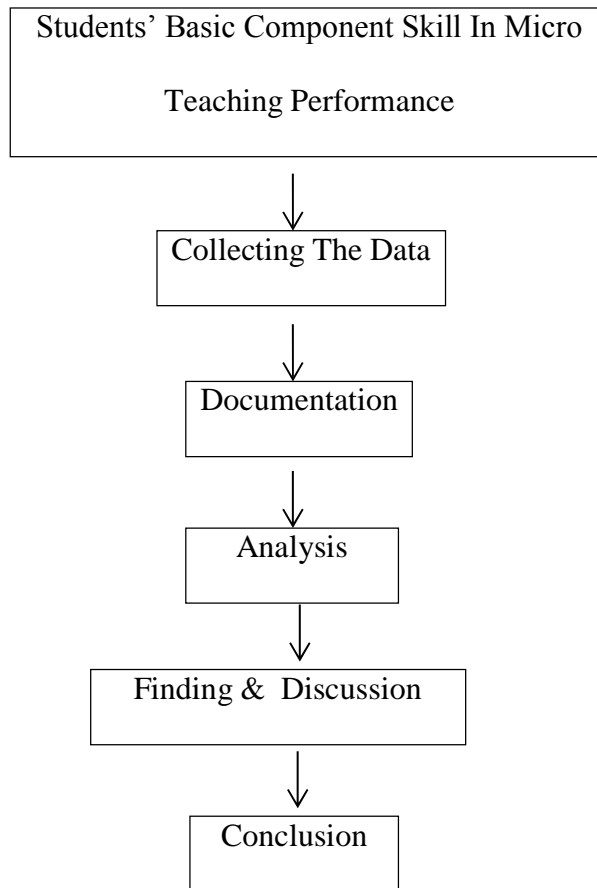 Students’ Basic Component Skill In Micro
Teaching Performance
Collecting The Data
Documentation
Analysis
Finding & Discussion
Conclusion